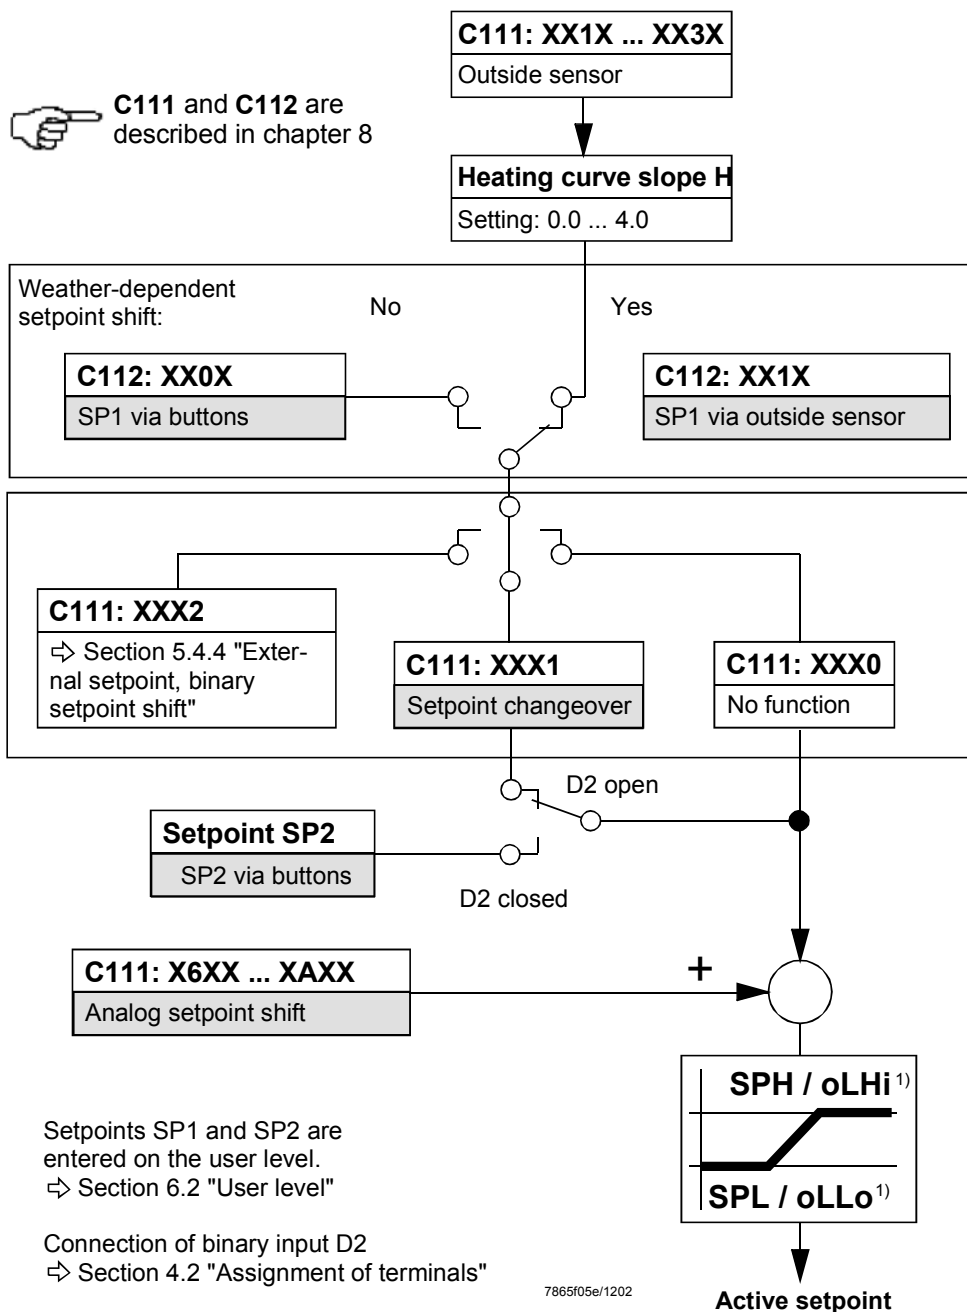 C111: XX1X ... XX3X
Outside sensor
C111 and C112 are
described in chapter 8
Heating curve slope H
Setting: 0.0 ... 4.0
Weather-dependent
setpoint shift:
No
Yes
C112: XX0X
SP1 via buttons
C112: XX1X
SP1 via outside sensor
C111: XXX2
⇨ Section 5.4.4 "Exter-
nal setpoint, binary
setpoint shift"
C111: XXX1
Setpoint changeover
C111: XXX0
No function
D2 open
Setpoint SP2
SP2 via buttons
D2 closed
C111: X6XX ... XAXX
Analog setpoint shift
+
SPH / oLHi 1)
SPL / oLLo 1)
Setpoints SP1 and SP2 are
entered on the user level.
⇨ Section 6.2 "User level"
Connection of binary input D2
⇨ Section 4.2 "Assignment of terminals"
7865f05e/1202
Active setpoint